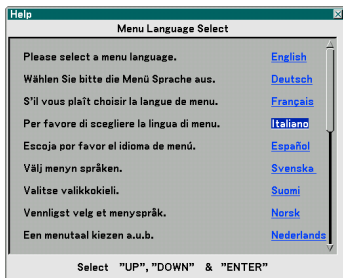 Help
Menu Language Select
Please select a menu language. English
Wählen Sie bitte die Menü Sprache aus. Deutsch
S'il vous plaît choisir la langue de menu. Français
Per favore di scegliere la lingua di menu. Italiano
Escoja por favor el idioma de menú. Español
Välj menyn språken. Svenska
Valitse valikkokieli. Suomi
Vennligst velg et menyspråk. Norsk
Een menutaal kiezen a.u.b. Nederlands
Select "UP", "DOWN" & "ENTER"